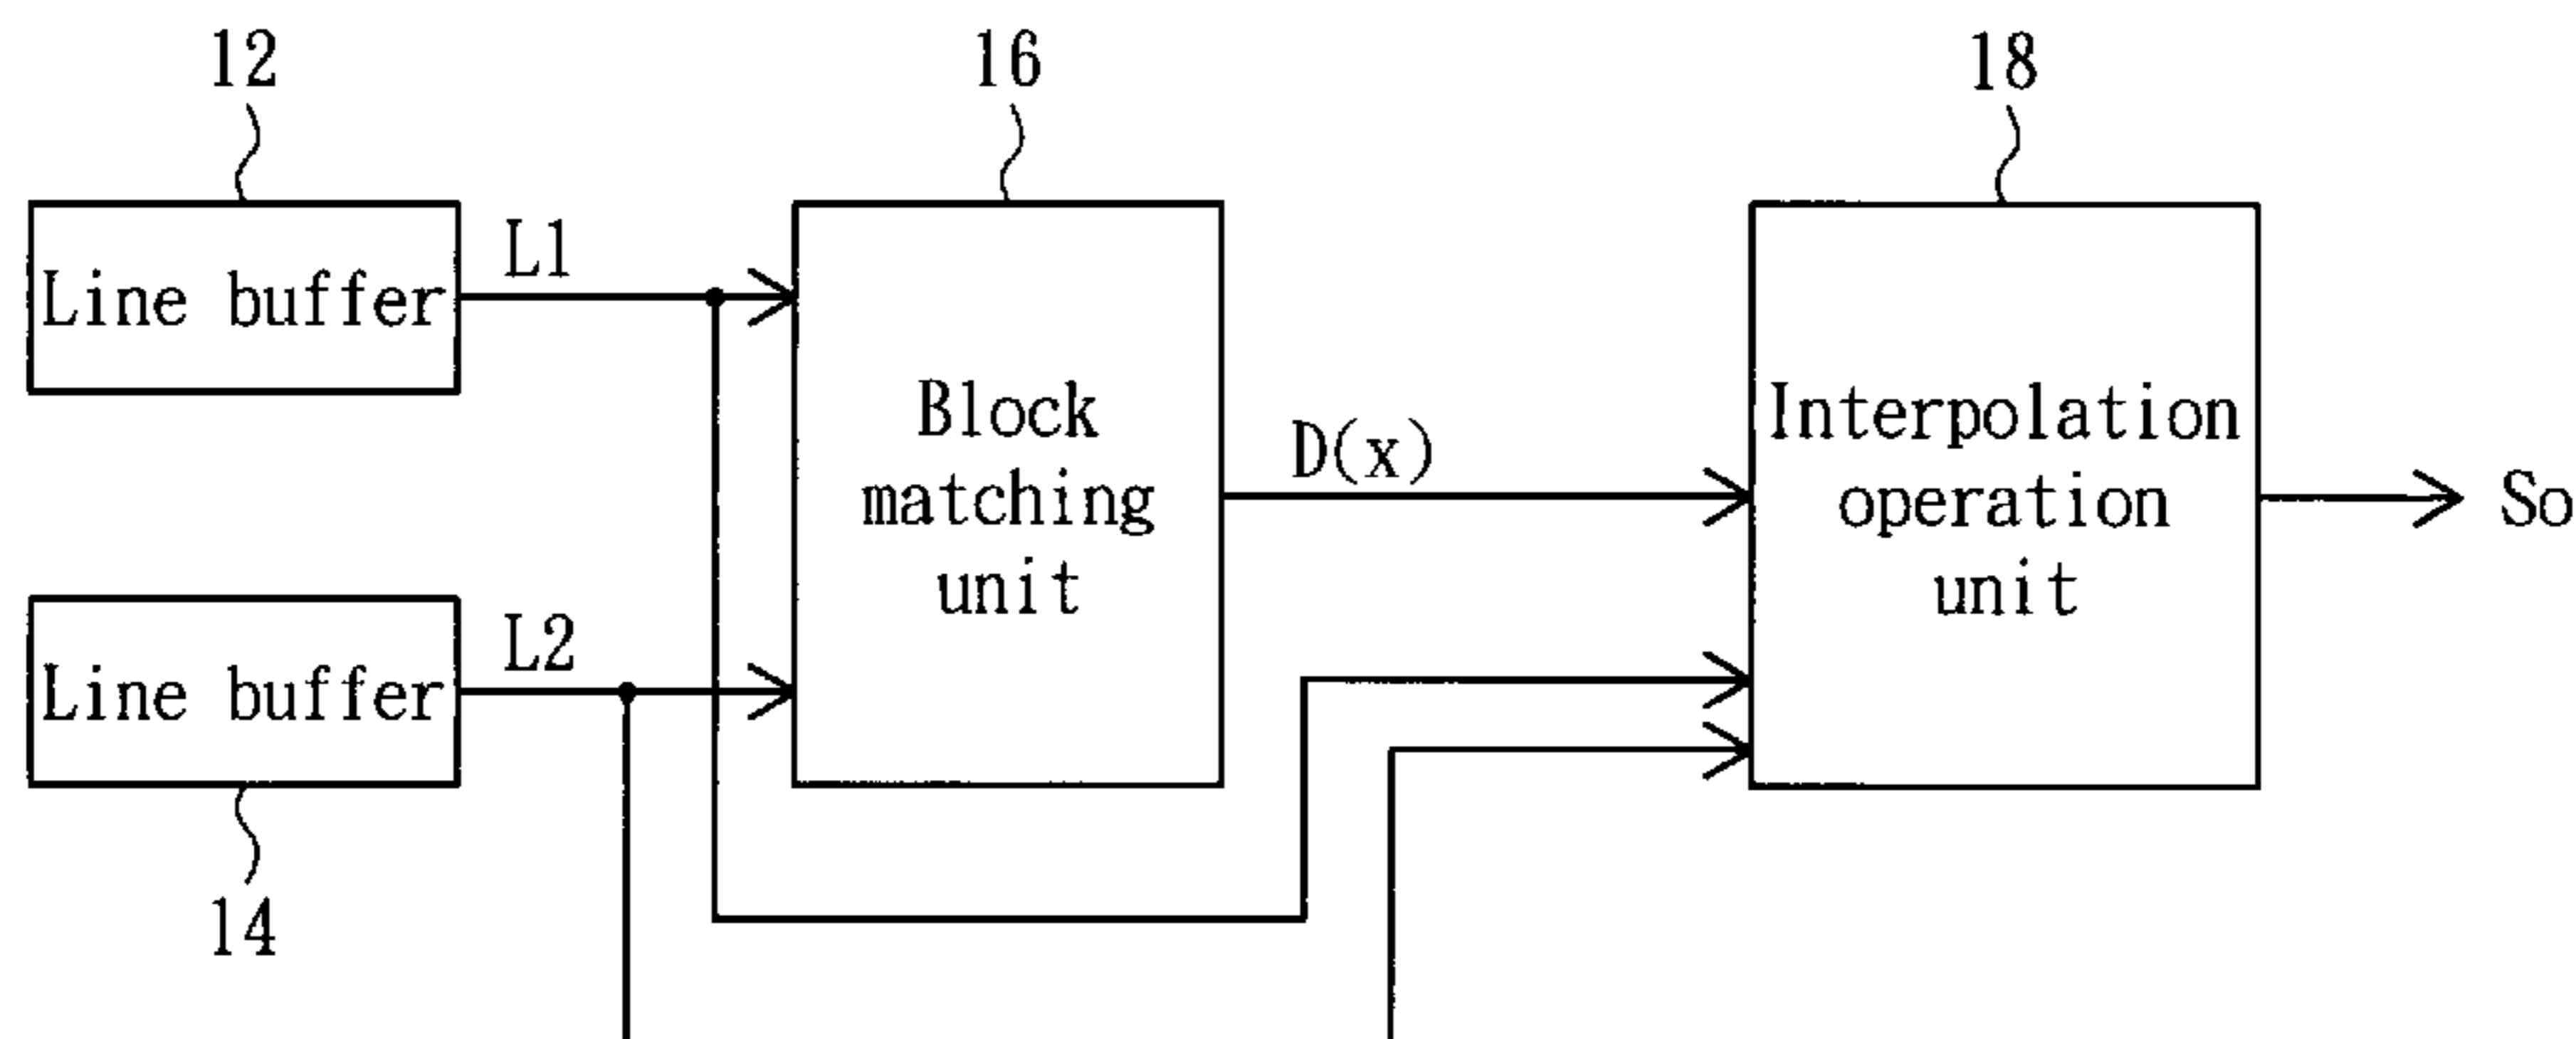 12
16
18
Line buffer
L1
Block
matching
unit
D(x)
Interpolation
operation
unit
So
Line buffer
L2
14